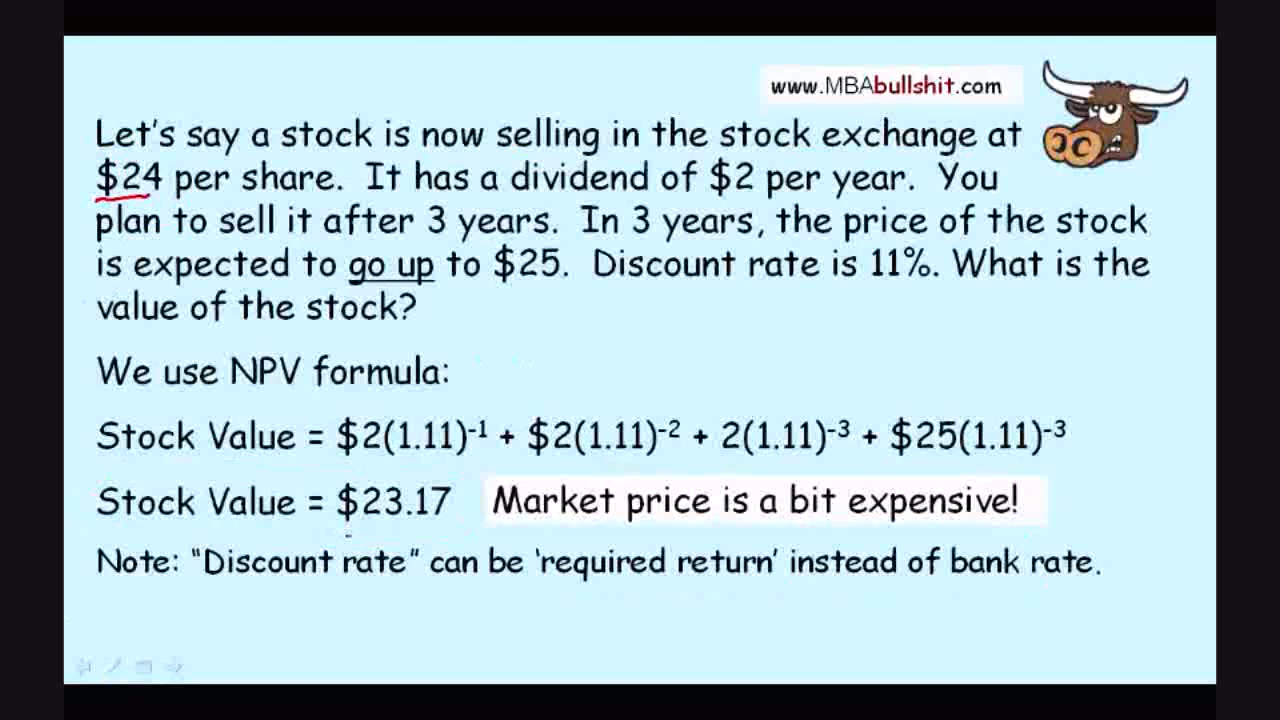 www.MBAbullshit.com
Let's say a stock is now selling in the stock exchange at
$24 per share. It has a dividend of $2 per year. You
plan to sell it after 3 years. In 3 years, the price of the stock
is expected to go up to $25. Discount rate is 11%. What is the
value of the stock?
We use NPV formula:
Stock Value = $2(1.11)⁻¹ + $2(1.11)⁻² + 2(1.11)⁻³ + $25(1.11)⁻³
Stock Value = $23.17 Market price is a bit expensive!
Note: "Discount rate" can be 'required return' instead of bank rate.